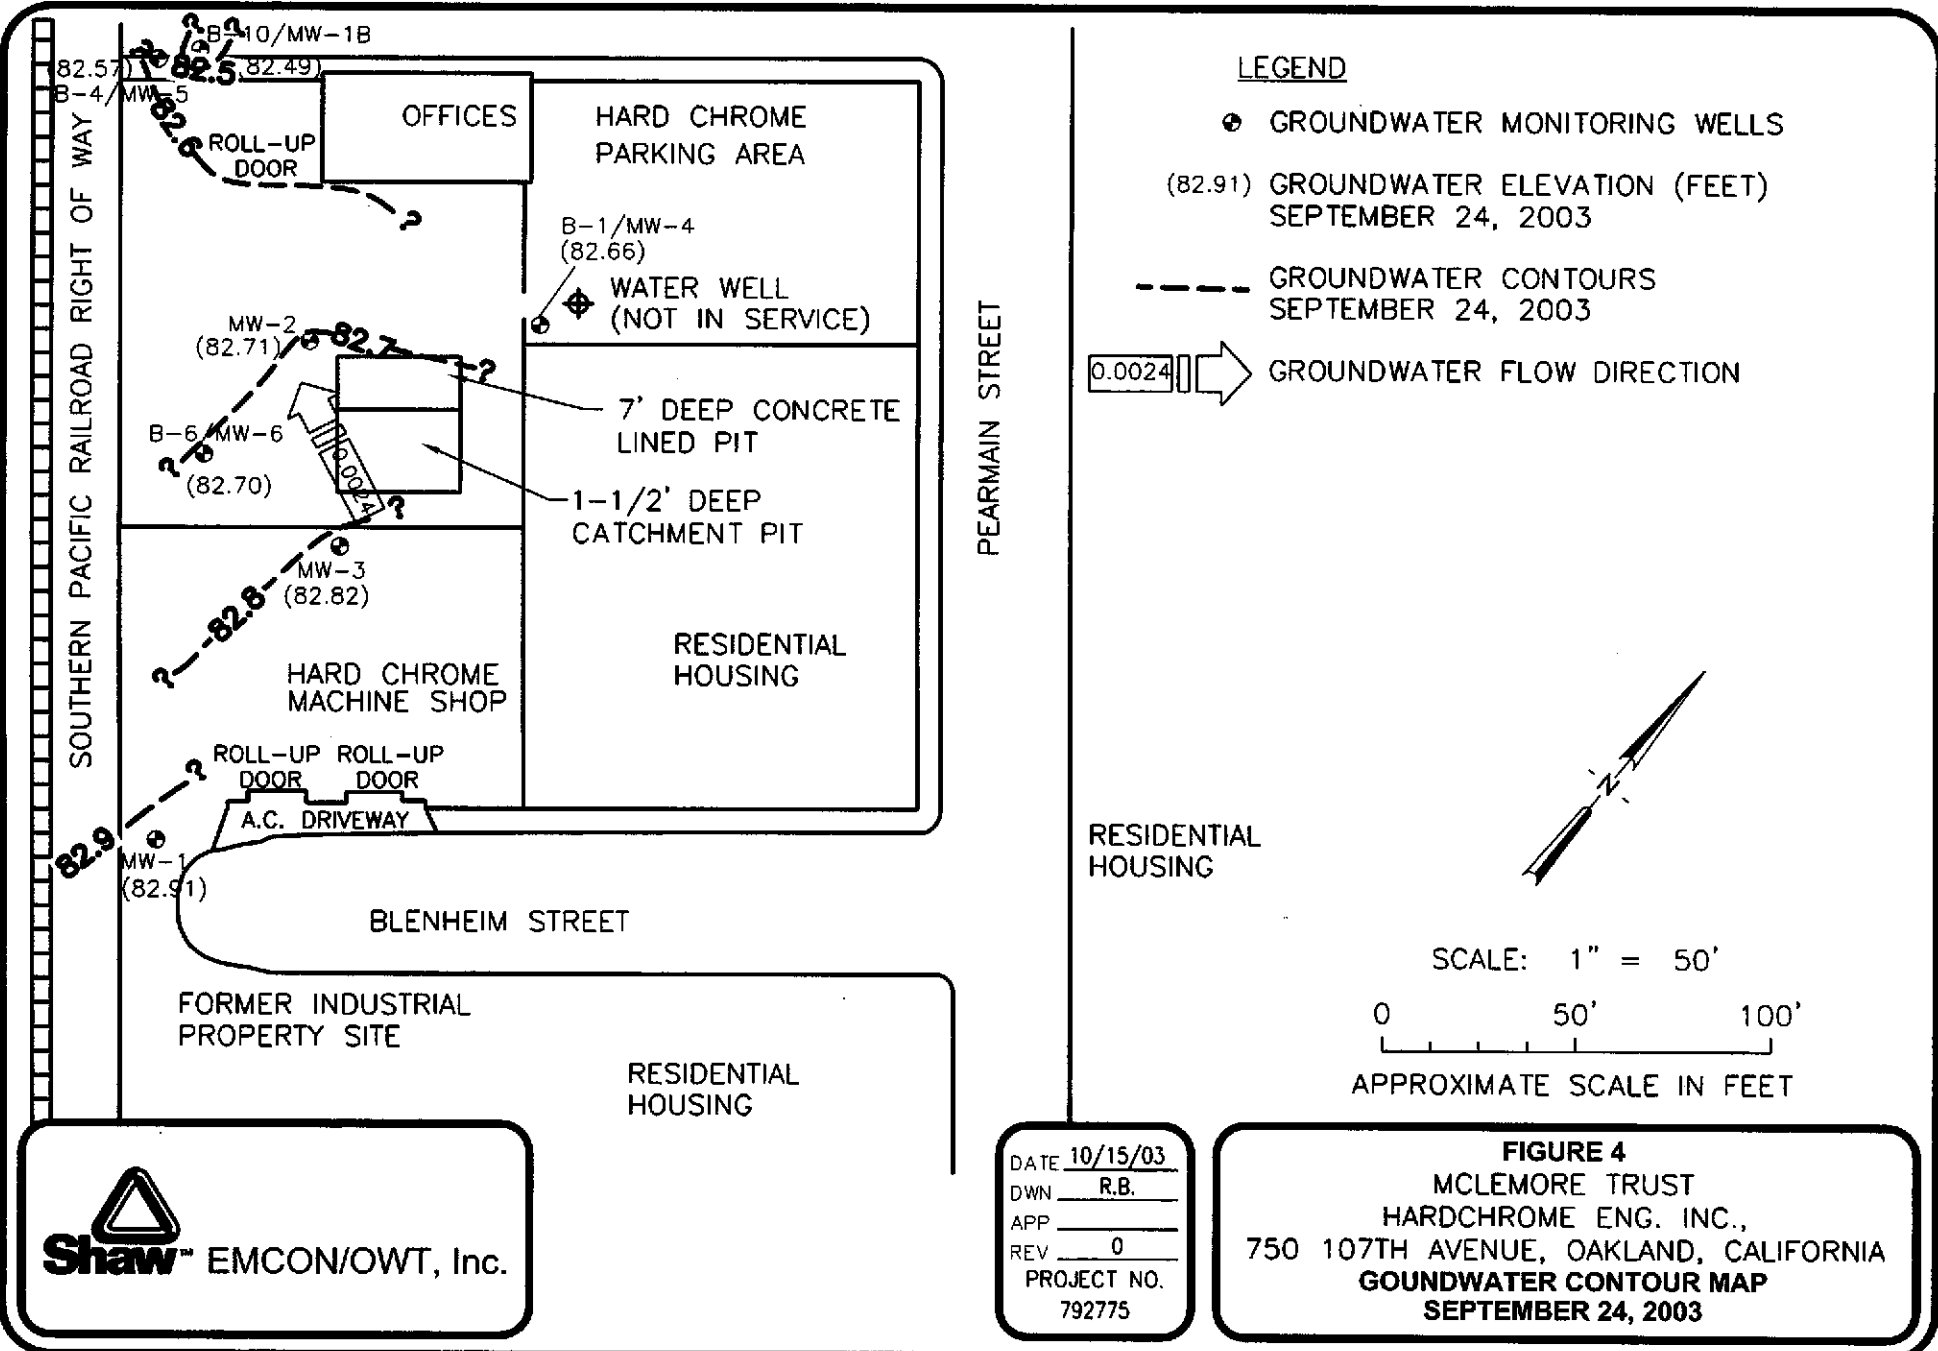 B-10/MW-1B
(82.57)
82.5
(82.49)
B-4/MW-5
82.6
ROLL-UP
DOOR
OFFICES
HARD CHROME
PARKING AREA
SOUTHERN PACIFIC RAILROAD RIGHT OF WAY
B-1/MW-4
(82.66)
WATER WELL
(NOT IN SERVICE)
MW-2
(82.71)
82.7
?
?
?
?
7' DEEP CONCRETE
LINED PIT
B-6/MW-6
?
(82.70)
0.0024
1-1/2' DEEP
CATCHMENT PIT
?
MW-3
(82.82)
82.8
?
RESIDENTIAL
HOUSING
HARD CHROME
MACHINE SHOP
ROLL-UP
DOOR
ROLL-UP
DOOR
?
A.C. DRIVEWAY
82.9
MW-1
(82.91)
BLENHEIM STREET
PEARMAN STREET
FORMER INDUSTRIAL
PROPERTY SITE
RESIDENTIAL
HOUSING
RESIDENTIAL
HOUSING
LEGEND
GROUNDWATER MONITORING WELLS
(82.91) GROUNDWATER ELEVATION (FEET)
SEPTEMBER 24, 2003
GROUNDWATER CONTOURS
SEPTEMBER 24, 2003
0.0024 GROUNDWATER FLOW DIRECTION
?
N
SCALE: 1" = 50'
0 50' 100'
APPROXIMATE SCALE IN FEET
Shaw™ EMCON/OWT, Inc.
DATE 10/15/03
DWN R.B.
APP
REV 0
PROJECT NO.
792775
FIGURE 4
MCLEMORE TRUST
HARDCHROME ENG. INC.,
750 107TH AVENUE, OAKLAND, CALIFORNIA
GOUNDWATER CONTOUR MAP
SEPTEMBER 24, 2003